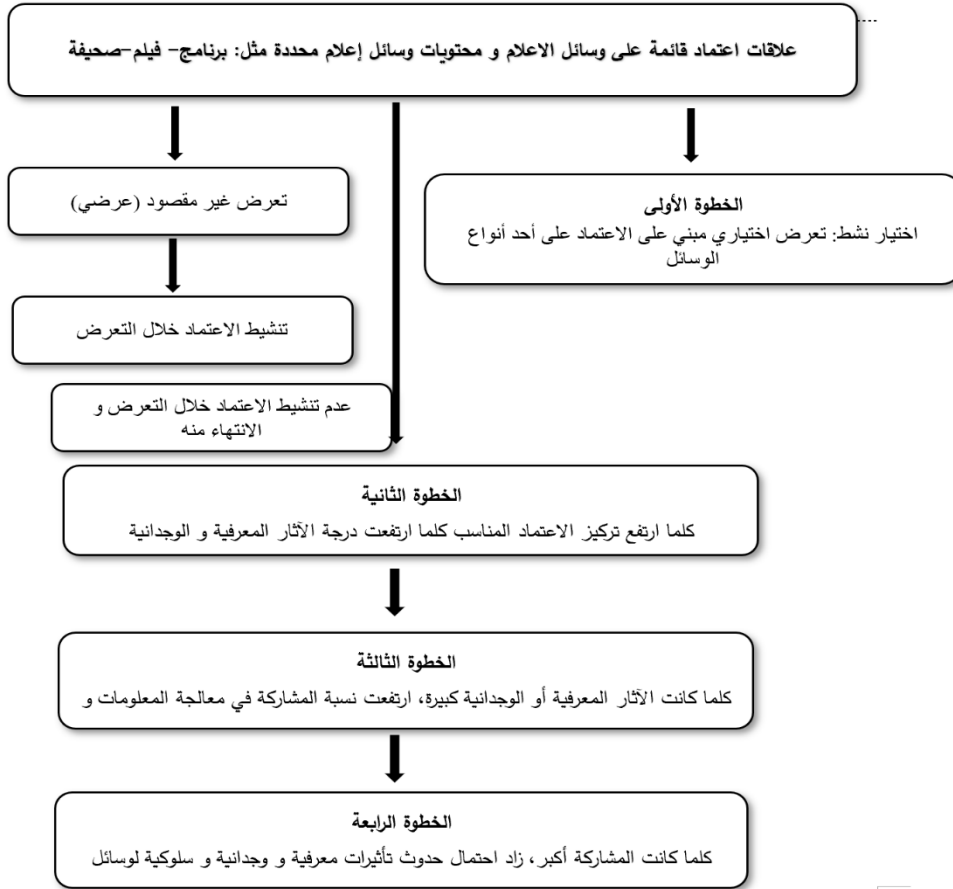 علاقات اعتماد قائمة على وسائل الاعلام و محتويات وسائل إعلام محددة مثل: برنامج- فيلم-صحيفة
الخطوة الأولى
اختيار نشط: تعرض اختياري مبني على الاعتماد على أحد أنواع
الوسائل
تعرض غير مقصود (عرضي)
تنشيط الاعتماد خلال التعرض
عدم تنشيط الاعتماد خلال التعرض و
الانتهاء منه
الخطوة الثانية
كلما ارتفع تركيز الاعتماد المناسب كلما ارتفعت درجة الآثار المعرفية و الوجدانية
الخطوة الثالثة
كلما كانت الآثار المعرفية أو الوجدانية كبيرة، ارتفعت نسبة المشاركة في معالجة المعلومات و
الخطوة الرابعة
كلما كانت المشاركة أكبر، زاد احتمال حدوث تأثيرات معرفية و وجدانية و سلوكية لوسائل